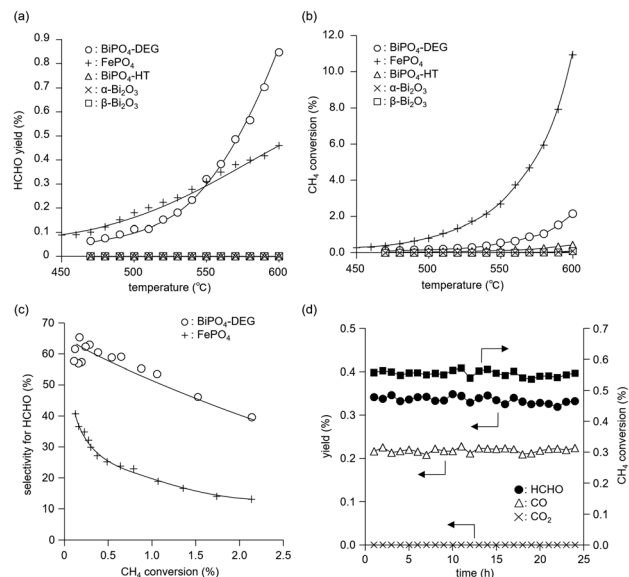 (a)
○ : BiPO4-DEG
+ : FePO4
△ : BiPO4-HT
× : α-Bi2O3
□ : β-Bi2O3
HCHO yield (%)
0.9
0.8
0.7
0.6
0.5
0.4
0.3
0.2
0.1
0
450 500 550 600
temperature (℃)
(b)
○ : BiPO4-DEG
+ : FePO4
△ : BiPO4-HT
× : α-Bi2O3
□ : β-Bi2O3
CH4 conversion (%)
12.0
10.0
8.0
6.0
4.0
2.0
0.0
450 500 550 600
temperature (℃)
(c)
○ : BiPO4-DEG
+ : FePO4
selectivity for HCHO (%)
70
60
50
40
30
20
10
0
0.0 0.5 1.0 1.5 2.0 2.5
CH4 conversion (%)
(d)
yield (%)
0.5
0.4
0.3
0.2
0.1
0.0
0.7
0.6
0.5
0.4
0.3
0.2
0.1
0.0
CH4 conversion (%)
● : HCHO
△ : CO
× : CO2
0 5 10 15 20 25
time (h)